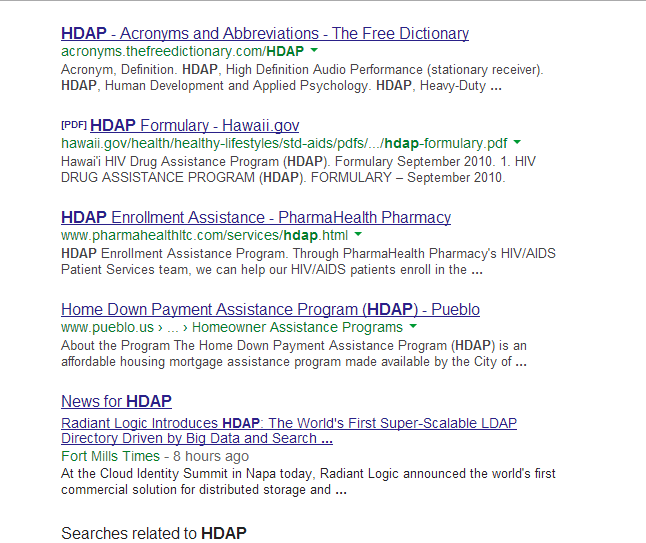 HDAP - Acronyms and Abbreviations - The Free Dictionary
acronyms.thefreedictionary.com/HDAP
Acronym, Definition. HDAP, High Definition Audio Performance (stationary receiver).
HDAP, Human Development and Applied Psychology. HDAP, Heavy-Duty ...
[PDF] HDAP Formulary - Hawaii.gov
hawaii.gov/health/healthy-lifestyles/std-aids/pdfs/.../hdap-formulary.pdf
Hawai'i HIV Drug Assistance Program (HDAP). Formulary September 2010. 1. HIV
DRUG ASSISTANCE PROGRAM (HDAP). FORMULARY – September 2010.
HDAP Enrollment Assistance - PharmaHealth Pharmacy
www.pharmahealthltc.com/services/hdap.html
HDAP Enrollment Assistance Program. Through PharmaHealth Pharmacy's HIV/AIDS
Patient Services team, we can help our HIV/AIDS patients enroll in the ...
Home Down Payment Assistance Program (HDAP) - Pueblo
www.pueblo.us › ... › Homeowner Assistance Programs
About the Program The Home Down Payment Assistance Program (HDAP) is an
affordable housing mortgage assistance program made available by the City of ...
News for HDAP
Radiant Logic Introduces HDAP: The World's First Super-Scalable LDAP
Directory Driven by Big Data and Search ...
Fort Mills Times - 8 hours ago
At the Cloud Identity Summit in Napa today, Radiant Logic announced the world's first
commercial solution for distributed storage and ...
Searches related to HDAP